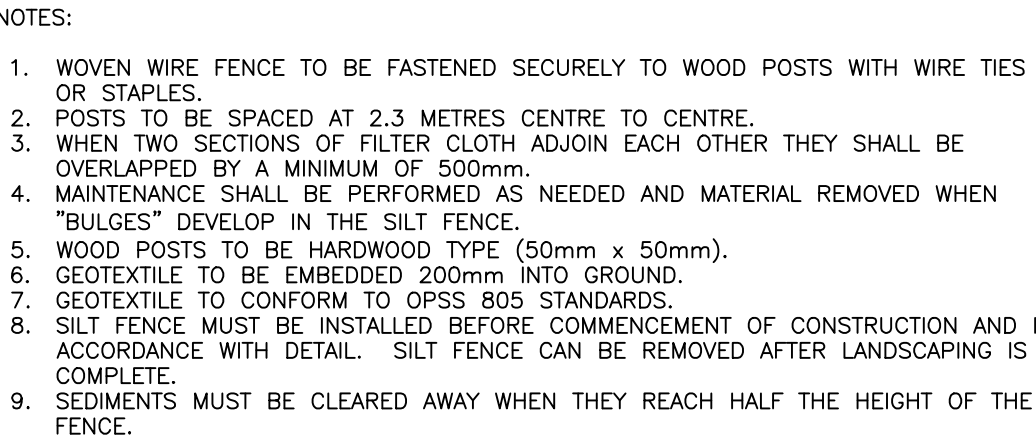 NOTES:
1. WOVEN WIRE FENCE TO BE FASTENED SECURELY TO WOOD POSTS WITH WIRE TIES
OR STAPLES.
2. POSTS TO BE SPACED AT 2.3 METRES CENTRE TO CENTRE.
3. WHEN TWO SECTIONS OF FILTER CLOTH ADJOIN EACH OTHER THEY SHALL BE
OVERLAPPED BY A MINIMUM OF 500mm.
4. MAINTENANCE SHALL BE PERFORMED AS NEEDED AND MATERIAL REMOVED WHEN
"BULGES" DEVELOP IN THE SILT FENCE.
5. WOOD POSTS TO BE HARDWOOD TYPE (50mm x 50mm).
6. GEOTEXTILE TO BE EMBEDDED 200mm INTO GROUND.
7. GEOTEXTILE TO CONFORM TO OPSS 805 STANDARDS.
8. SILT FENCE MUST BE INSTALLED BEFORE COMMENCEMENT OF CONSTRUCTION AND
ACCORDANCE WITH DETAIL. SILT FENCE CAN BE REMOVED AFTER LANDSCAPING IS
COMPLETE.
9. SEDIMENTS MUST BE CLEARED AWAY WHEN THEY REACH HALF THE HEIGHT OF THE
FENCE.